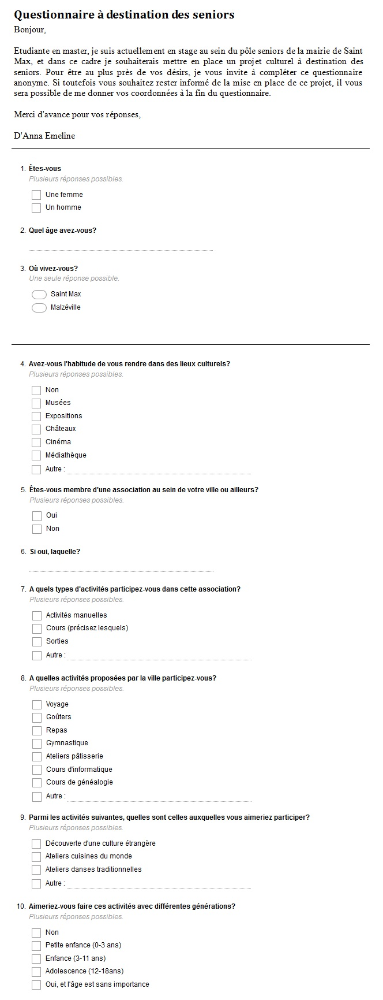 Questionnaire à destination des seniors
Bonjour,
Etudiante en master, je suis actuellement en stage au sein du pôle seniors de la mairie de Saint
Max, et dans ce cadre je souhaiterais mettre en place un projet culturel à destination des
seniors. Pour être au plus près de vos désirs, je vous invite à compléter ce questionnaire
anonyme. Si toutefois vous souhaitez rester informé de la mise en place de ce projet, il vous
sera possible de me donner vos coordonnées à la fin du questionnaire.
Merci d'avance pour vos réponses,
D'Anna Emeline
1. Êtes-vous
Plusieurs réponses possibles.
Une femme
Un homme
2. Quel âge avez-vous?
3. Où vivez-vous?
Une seule réponse possible.
Saint Max
Malzéville
4. Avez-vous l'habitude de vous rendre dans des lieux culturels?
Plusieurs réponses possibles.
Non
Musées
Expositions
Châteaux
Cinéma
Médiathèque
Autre :
5. Êtes-vous membre d'une association au sein de votre ville ou ailleurs?
Plusieurs réponses possibles.
Oui
Non
6. Si oui, laquelle?
7. A quels types d'activités participez-vous dans cette association?
Plusieurs réponses possibles.
Activités manuelles
Cours (précisez lesquels)
Sorties
Autre :
8. A quelles activités proposées par la ville participez-vous?
Plusieurs réponses possibles.
Voyage
Goûters
Repas
Gymnastique
Ateliers pâtisserie
Cours d'informatique
Cours de généalogie
Autre :
9. Parmi les activités suivantes, quelles sont celles auxquelles vous aimeriez participer?
Plusieurs réponses possibles.
Découverte d'une culture étrangère
Ateliers cuisines du monde
Ateliers danses traditionnelles
Autre :
10. Aimeriez-vous faire ces activités avec différentes générations?
Plusieurs réponses possibles.
Non
Petite enfance (0-3 ans)
Enfance (3-11 ans)
Adolescence (12-18ans)
Oui, et l'âge est sans importance